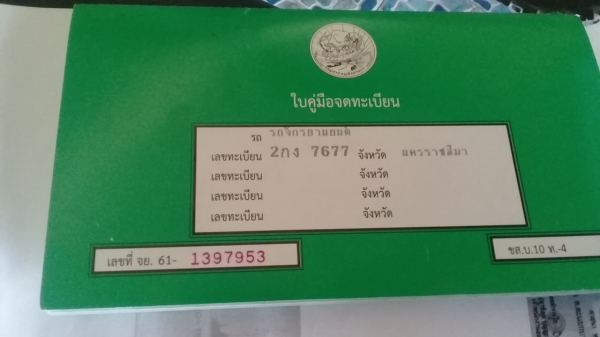 ใบคู่มือจดทะเบียน
รถ รถจักรยานยนต์
เลขทะเบียน 2กง 7677 จังหวัด นครราชสีมา
เลขทะเบียน จังหวัด
เลขทะเบียน จังหวัด
เลขทะเบียน จังหวัด
เลขที่ จย. 61- 1397953
ขส.บ.10 ท.-4